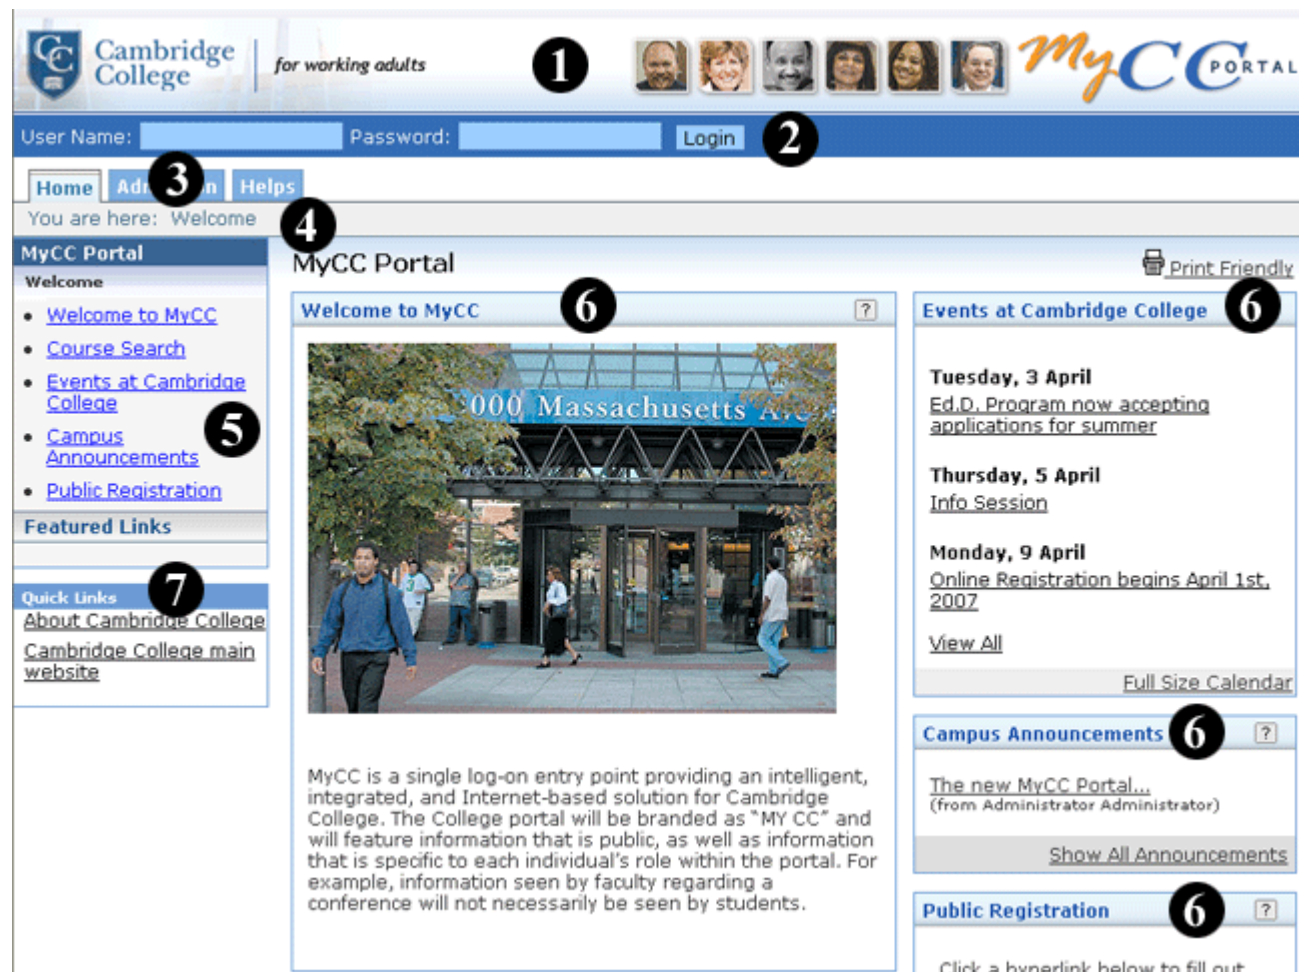 Cambridge
College
for working adults
1
MyCC PORTAL
User Name:
Password:
Login
2
Home
3
Helps
You are here: Welcome
4
MyCC Portal
Welcome
• Welcome to MyCC
• Course Search
• Events at Cambridge
College
• Campus
Announcements
5
• Public Registration
Featured Links
7
Quick Links
About Cambridge College
Cambridge College main
website
MyCC Portal
Print Friendly
Welcome to MyCC
6
?
000 Massachusetts
MyCC is a single log-on entry point providing an intelligent,
integrated, and Internet-based solution for Cambridge
College. The College portal will be branded as “MY CC” and
will feature information that is public, as well as information
that is specific to each individual’s role within the portal. For
example, information seen by faculty regarding a
conference will not necessarily be seen by students.
Events at Cambridge College
6
Tuesday, 3 April
Ed.D. Program now accepting
applications for summer
Thursday, 5 April
Info Session
Monday, 9 April
Online Registration begins April 1st,
2007
View All
Full Size Calendar
Campus Announcements
6
?
The new MyCC Portal...
(from Administrator Administrator)
Show All Announcements
Public Registration
6
?
Click a hyperlink below to fill out